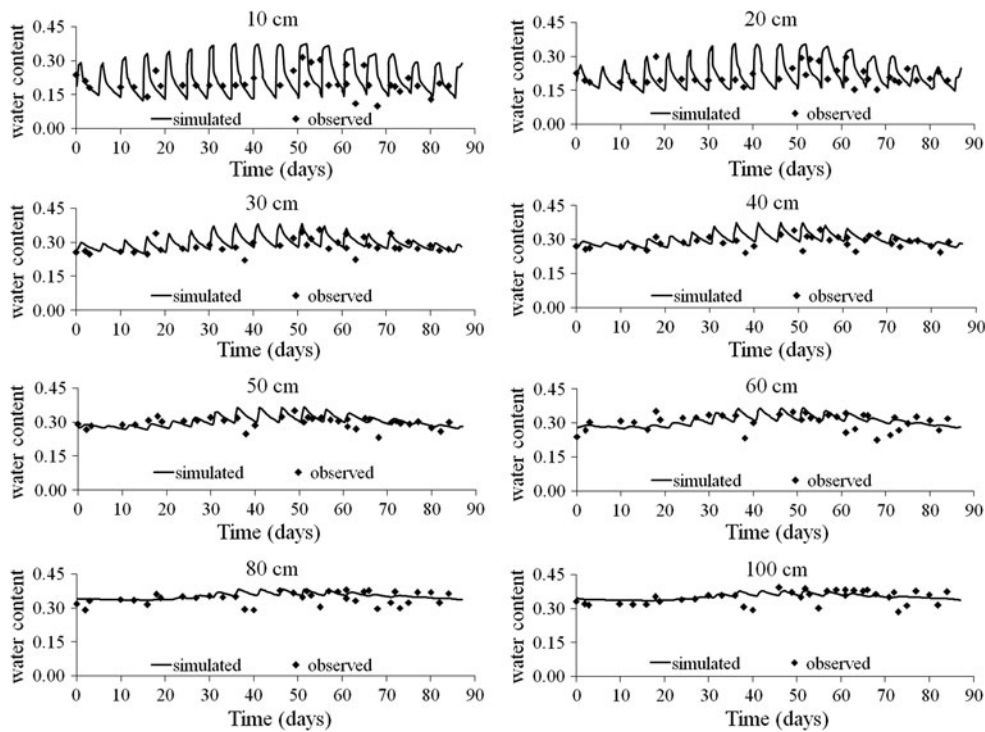 10 cm
water content
0.45
0.30
0.15
0.00
simulated observed
0 10 20 30 40 50 60 70 80 90
Time (days)
20 cm
water content
0.45
0.30
0.15
0.00
simulated observed
0 10 20 30 40 50 60 70 80 90
Time (days)
30 cm
water content
0.45
0.30
0.15
0.00
simulated observed
0 10 20 30 40 50 60 70 80 90
Time (days)
40 cm
water content
0.45
0.30
0.15
0.00
simulated observed
0 10 20 30 40 50 60 70 80 90
Time (days)
50 cm
water content
0.45
0.30
0.15
0.00
simulated observed
0 10 20 30 40 50 60 70 80 90
Time (days)
60 cm
water content
0.45
0.30
0.15
0.00
simulated observed
0 10 20 30 40 50 60 70 80 90
Time (days)
80 cm
water content
0.45
0.30
0.15
0.00
simulated observed
0 10 20 30 40 50 60 70 80 90
Time (days)
100 cm
water content
0.45
0.30
0.15
0.00
simulated observed
0 10 20 30 40 50 60 70 80 90
Time (days)